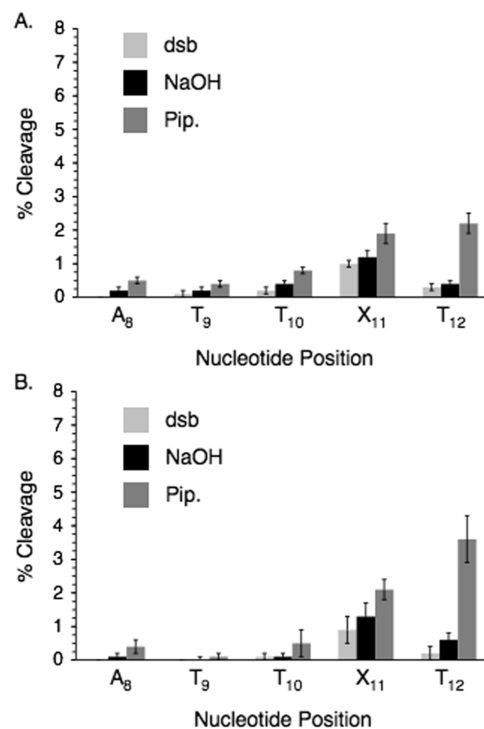 A.
8
7
6
5
4
3
2
1
0
% Cleavage
dsb
NaOH
Pip.
A₈ T₉ T₁₀ X₁₁ T₁₂
Nucleotide Position
B.
8
7
6
5
4
3
2
1
0
% Cleavage
dsb
NaOH
Pip.
A₈ T₉ T₁₀ X₁₁ T₁₂
Nucleotide Position